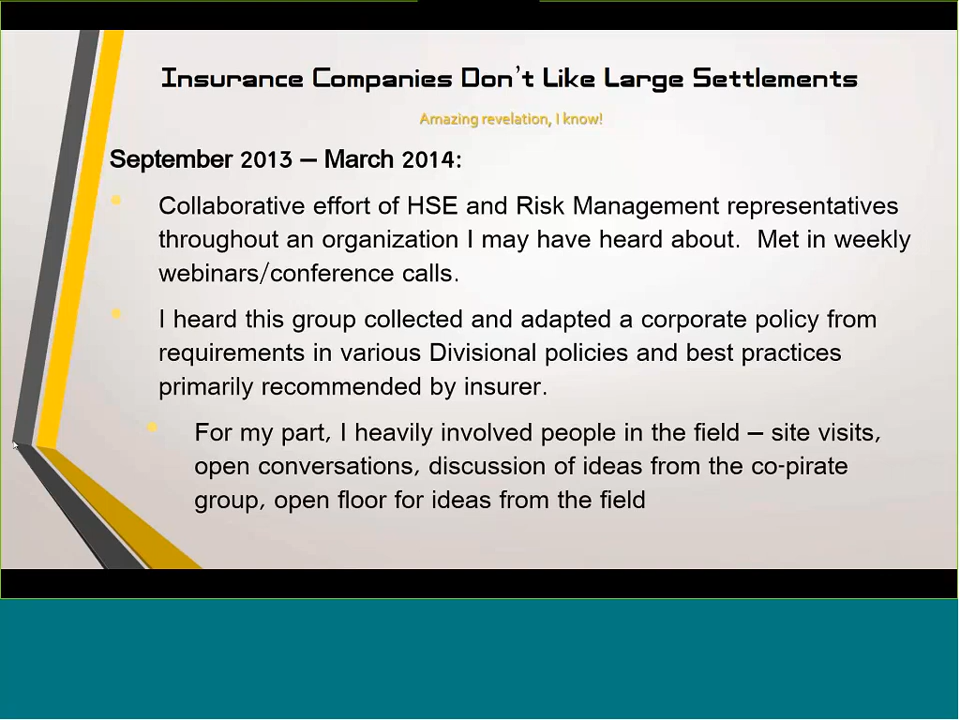 Insurance Companies Don't Like Large Settlements
Amazing revelation, I know!
September 2013 – March 2014:
Collaborative effort of HSE and Risk Management representatives
throughout an organization I may have heard about. Met in weekly
webinars/conference calls.
I heard this group collected and adapted a corporate policy from
requirements in various Divisional policies and best practices
primarily recommended by insurer.
For my part, I heavily involved people in the field – site visits,
open conversations, discussion of ideas from the co-pirate
group, open floor for ideas from the field